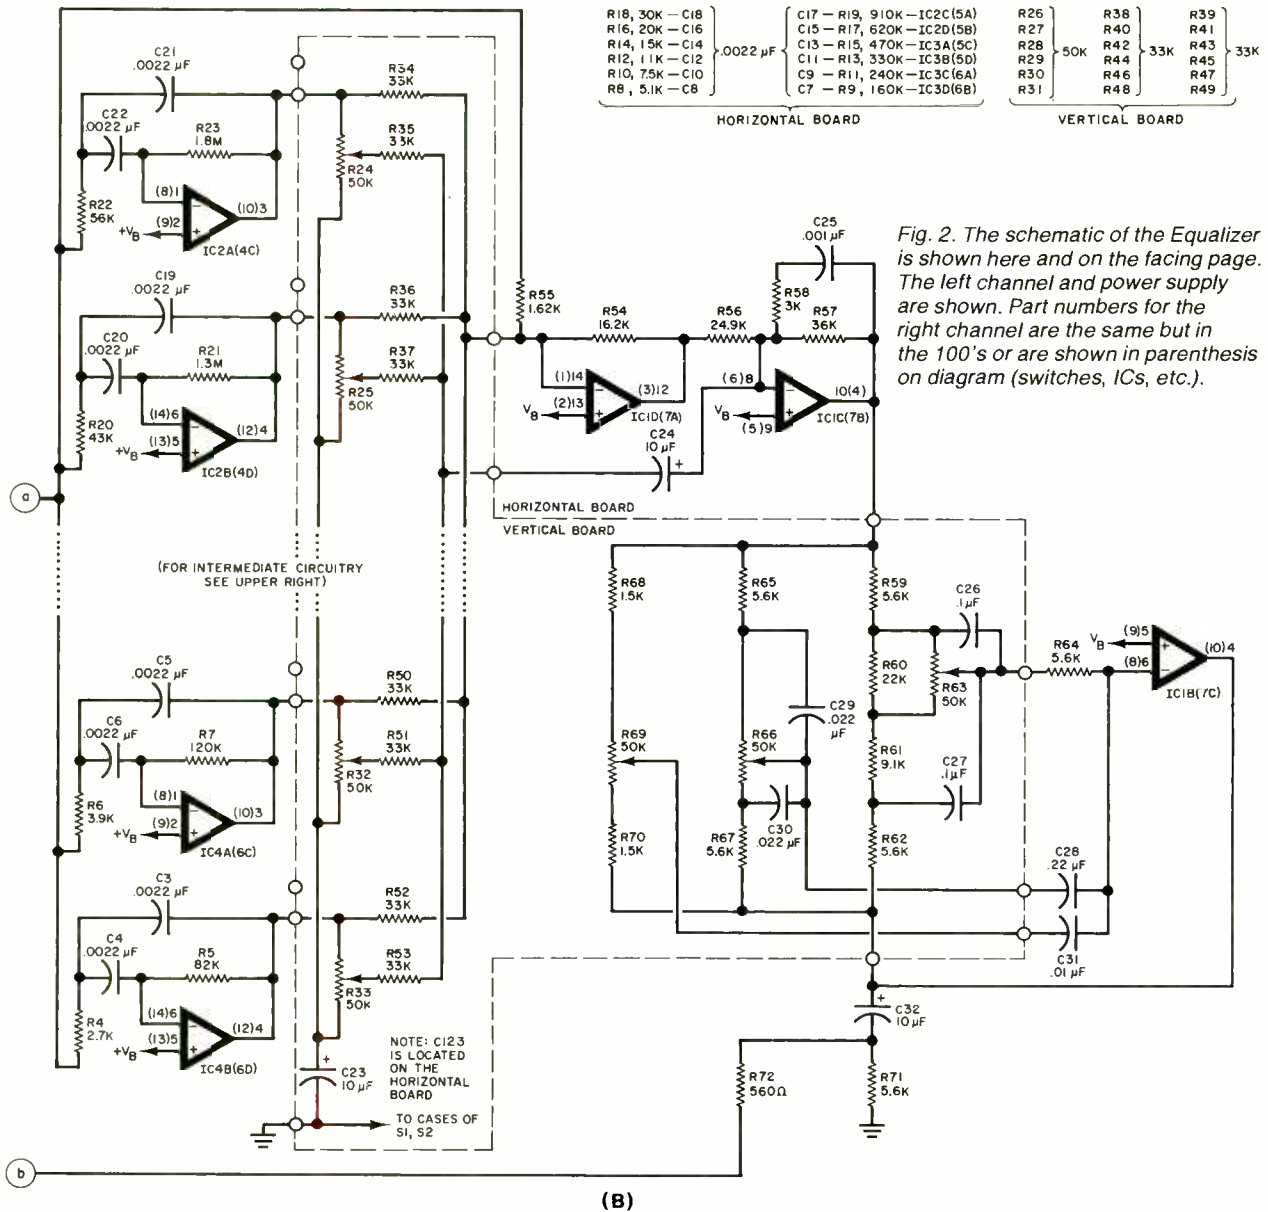 R18, 30K – C18
R16, 20K – C16
R14, 15K – C14
R12, 11K – C12
R10, 7.5K – C10
R8, 5.1K – C8
.0022 µF
C17 – R19, 910K – IC2C(5A)
C15 – R17, 620K – IC2D(5B)
C13 – R15, 470K – IC3A(5C)
C11 – R13, 330K – IC3B(5D)
C9 – R11, 240K – IC3C(6A)
C7 – R9, 160K – IC3D(6B)
HORIZONTAL BOARD
R26
R27
R28
R29
R30
R31
50K
R38
R40
R42
R44
R46
R48
33K
R39
R41
R43
R45
R47
R49
33K
VERTICAL BOARD
Fig. 2. The schematic of the Equalizer
is shown here and on the facing page.
The left channel and power supply
are shown. Part numbers for the
right channel are the same but in
the 100's or are shown in parenthesis
on diagram (switches, ICs, etc.).
C21
.0022 µF
C22
.0022 µF
R23
1.8M
R22
56K
(8)1
(9)2
+VB
(10)3
IC2A(4C)
R34
33K
R35
33K
R24
50K
C19
.0022 µF
C20
.0022 µF
R21
1.3M
R20
43K
(14)6
(13)5
+VB
(12)4
IC2B(4D)
R36
33K
R37
33K
R25
50K
a
R55
1.62K
R54
16.2K
(1)14
(2)13
VB
(3)12
IC1D(7A)
R56
24.9K
C25
.001 µF
R58
3K
R57
36K
(6)8
VB
(5)9
10(4)
IC1C(7B)
C24
10 µF
+
HORIZONTAL BOARD
VERTICAL BOARD
(FOR INTERMEDIATE CIRCUITRY
SEE UPPER RIGHT)
C5
.0022 µF
C6
.0022 µF
R7
120K
R6
3.9K
(8)1
(9)2
+VB
(10)3
IC4A(6C)
R50
33K
R51
33K
R32
50K
C3
.0022 µF
C4
.0022 µF
R5
82K
R4
2.7K
(14)6
(13)5
+VB
(12)4
IC4B(6D)
R52
33K
R53
33K
R33
50K
+
C23
10 µF
NOTE: C123
IS LOCATED
ON THE
HORIZONTAL
BOARD
TO CASES OF
S1, S2
R68
1.5K
R65
5.6K
R59
5.6K
C26
.1µF
R60
22K
R63
50K
R64
5.6K
VB
(9)5
(8)6
(10)4
IC1B(7C)
R69
50K
R66
50K
C29
.022
µF
R61
9.1K
C27
.1µF
R70
1.5K
R67
5.6K
C30
.022 µF
R62
5.6K
C28
.22 µF
C31
.01 µF
+
C32
10 µF
R72
560Ω
R71
5.6K
b
(B)